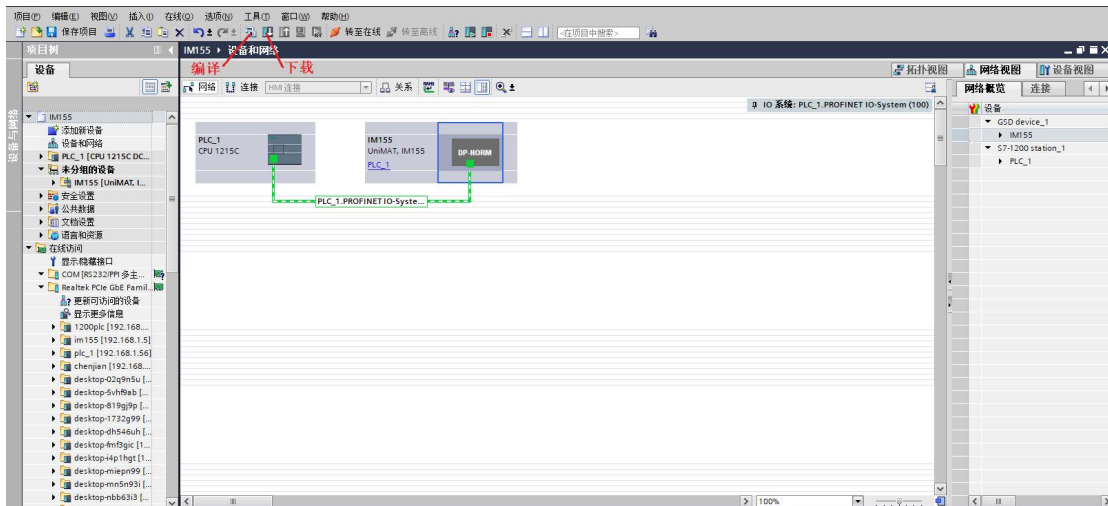 项目(P) 编辑(E) 视图(V) 插入(I) 在线(O) 选项(N) 工具(T) 窗口(W) 帮助(H)
保存项目 转至在线 转至离线 <在项目中搜索>
项目树
IM155 设备和网络
编译 下载
设备
拓扑视图 网络视图 设备视图
网络 连接 HMI 连接 关系
网络概览 连接
设备与网络
IO 系统: PLC_1.PROFINET IO-System (100)
IM155
添加新设备
设备和网络
PLC_1 [CPU 1215C DC...
未分组的设备
IM155 [UniMAT, I...
安全设置
公共数据
文档设置
语言和资源
在线访问
显示/隐藏接口
COM [RS232/PPI 多主...
Realtek PCIe GbE Famil...
更新可访问的设备
显示更多信息
1200plc [192.168....
im155 [192.168.1.5]
plc_1 [192.168.1.56]
chenjian [192.168....
desktop-02q9n5u [...
desktop-5vhf9ab [...
desktop-819gj9p [...
desktop-1732g99 [...
desktop-dh546uh [...
desktop-fmf3gic [1...
desktop-i4p1hgt [1...
desktop-miepn99 [...
desktop-mn5n93i [...
desktop-nbb63i3 [...
PLC_1
CPU 1215C
IM155
UniMAT, IM155
PLC_1
DP-NORM
PLC_1.PROFINET IO-Syste...
设备
GSD device_1
IM155
S7-1200 station_1
PLC_1
100%